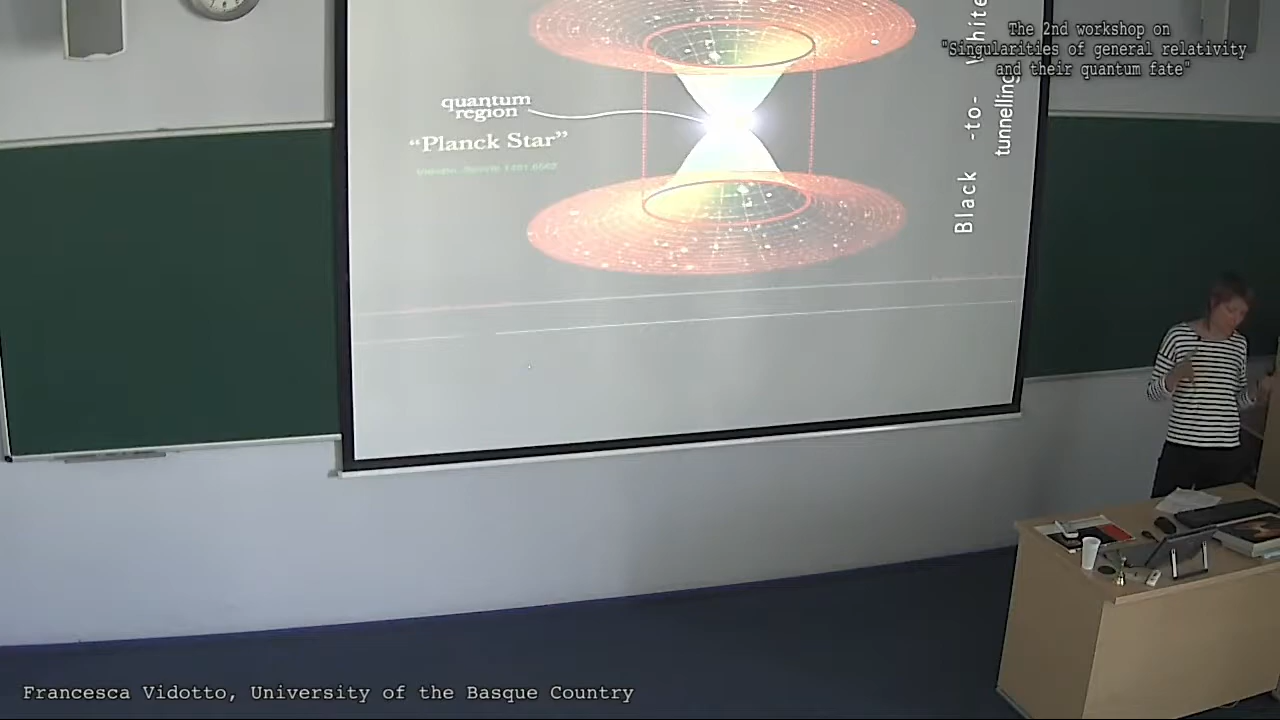 The 2nd workshop on
"Singularities of general relativity
and their quantum fate"
quantum
region
“Planck Star”
Black -to- White
tunnelling
Francesca Vidotto, University of the Basque Country